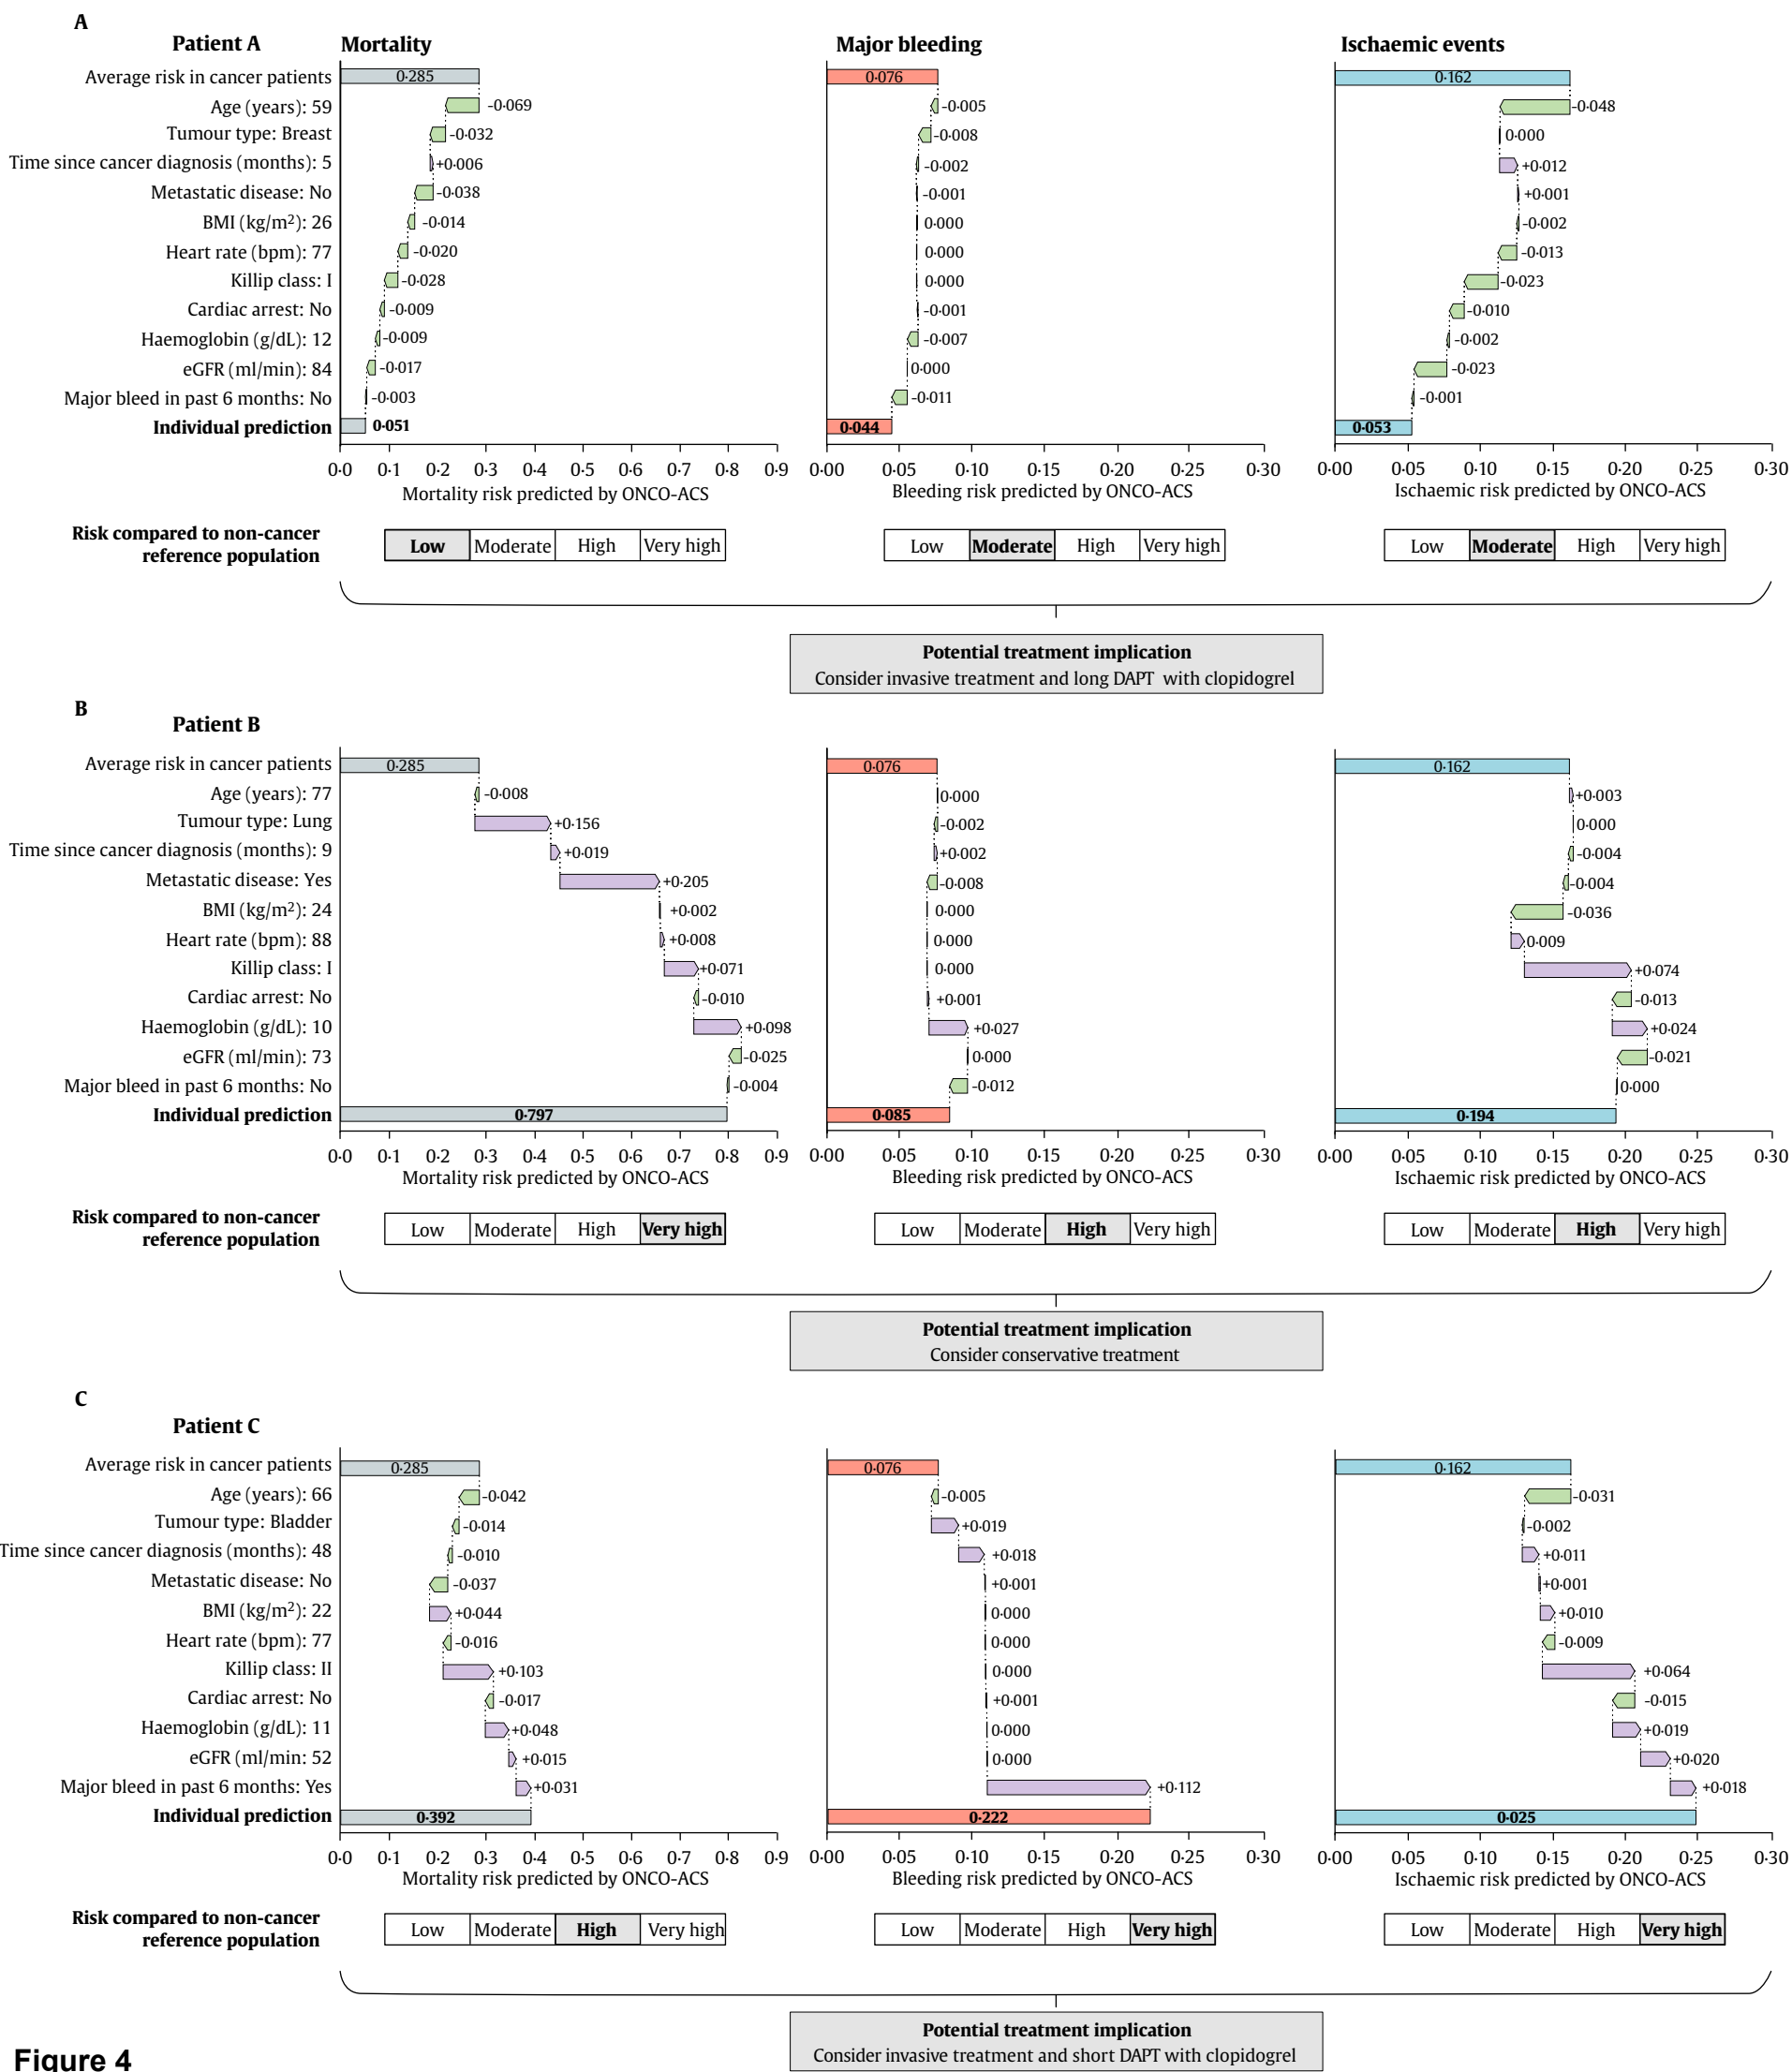 A
Patient A
Mortality
Major bleeding
Ischaemic events
Average risk in cancer patients 0·285 0·076 0·162
Age (years): 59 -0·069 -0·005 -0·048
Tumour type: Breast -0·032 -0·008 0·000
Time since cancer diagnosis (months): 5 +0·006 -0·002 +0·012
Metastatic disease: No -0·038 -0·001 +0·001
BMI (kg/m²): 26 -0·014 0·000 -0·002
Heart rate (bpm): 77 -0·020 0·000 -0·013
Killip class: I -0·028 0·000 -0·023
Cardiac arrest: No -0·009 -0·001 -0·010
Haemoglobin (g/dL): 12 -0·009 -0·007 -0·002
eGFR (ml/min): 84 -0·017 0·000 -0·023
Major bleed in past 6 months: No -0·003 -0·011 -0·001
Individual prediction 0·051 0·044 0·053
0·0 0·1 0·2 0·3 0·4 0·5 0·6 0·7 0·8 0·9 0·00 0·05 0·10 0·15 0·20 0·25 0·30 0·00 0·05 0·10 0·15 0·20 0·25 0·30
Mortality risk predicted by ONCO-ACS Bleeding risk predicted by ONCO-ACS Ischaemic risk predicted by ONCO-ACS
Risk compared to non-cancer
reference population
Low Moderate High Very high Low Moderate High Very high Low Moderate High Very high
Potential treatment implication
Consider invasive treatment and long DAPT with clopidogrel
B
Patient B
Average risk in cancer patients 0·285 0·076 0·162
Age (years): 77 -0·008 0·000 +0·003
Tumour type: Lung +0·156 -0·002 0·000
Time since cancer diagnosis (months): 9 +0·019 +0·002 -0·004
Metastatic disease: Yes +0·205 -0·008 -0·004
BMI (kg/m²): 24 +0·002 0·000 -0·036
Heart rate (bpm): 88 +0·008 0·000 0·009
Killip class: I +0·071 0·000 +0·074
Cardiac arrest: No -0·010 +0·001 -0·013
Haemoglobin (g/dL): 10 +0·098 +0·027 +0·024
eGFR (ml/min): 73 -0·025 0·000 -0·021
Major bleed in past 6 months: No -0·004 -0·012 0·000
Individual prediction 0·797 0·085 0·194
0·0 0·1 0·2 0·3 0·4 0·5 0·6 0·7 0·8 0·9 0·00 0·05 0·10 0·15 0·20 0·25 0·30 0·00 0·05 0·10 0·15 0·20 0·25 0·30
Mortality risk predicted by ONCO-ACS Bleeding risk predicted by ONCO-ACS Ischaemic risk predicted by ONCO-ACS
Risk compared to non-cancer
reference population
Low Moderate High Very high Low Moderate High Very high Low Moderate High Very high
Potential treatment implication
Consider conservative treatment
C
Patient C
Average risk in cancer patients 0·285 0·076 0·162
Age (years): 66 -0·042 -0·005 -0·031
Tumour type: Bladder -0·014 +0·019 -0·002
Time since cancer diagnosis (months): 48 -0·010 +0·018 +0·011
Metastatic disease: No -0·037 +0·001 +0·001
BMI (kg/m²): 22 +0·044 0·000 +0·010
Heart rate (bpm): 77 -0·016 0·000 -0·009
Killip class: II +0·103 0·000 +0·064
Cardiac arrest: No -0·017 +0·001 -0·015
Haemoglobin (g/dL): 11 +0·048 0·000 +0·019
eGFR (ml/min: 52 +0·015 0·000 +0·020
Major bleed in past 6 months: Yes +0·031 +0·112 +0·018
Individual prediction 0·392 0·222 0·025
0·0 0·1 0·2 0·3 0·4 0·5 0·6 0·7 0·8 0·9 0·00 0·05 0·10 0·15 0·20 0·25 0·30 0·00 0·05 0·10 0·15 0·20 0·25 0·30
Mortality risk predicted by ONCO-ACS Bleeding risk predicted by ONCO-ACS Ischaemic risk predicted by ONCO-ACS
Risk compared to non-cancer
reference population
Low Moderate High Very high Low Moderate High Very high Low Moderate High Very high
Potential treatment implication
Consider invasive treatment and short DAPT with clopidogrel
Figure 4